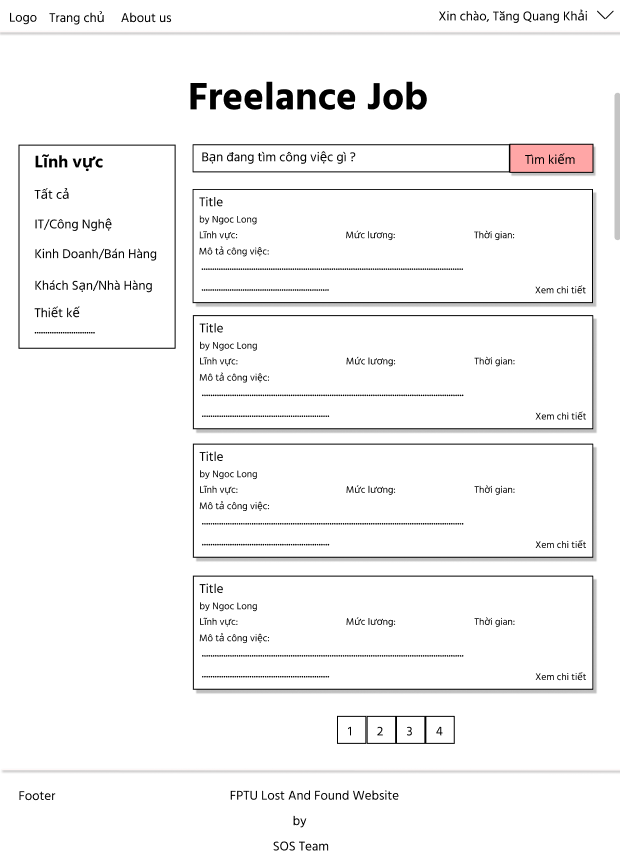 Logo Trang chủ About us Xin chào, Tăng Quang Khải
Freelance Job
Lĩnh vực
Tất cả
IT/Công Nghệ
Kinh Doanh/Bán Hàng
Khách Sạn/Nhà Hàng
Thiết kế
Bạn đang tìm công việc gì ? Tìm kiếm
Title
by Ngoc Long
Lĩnh vực: Mức lương: Thời gian:
Mô tả công việc:
Xem chi tiết
Title
by Ngoc Long
Lĩnh vực: Mức lương: Thời gian:
Mô tả công việc:
Xem chi tiết
Title
by Ngoc Long
Lĩnh vực: Mức lương: Thời gian:
Mô tả công việc:
Xem chi tiết
Title
by Ngoc Long
Lĩnh vực: Mức lương: Thời gian:
Mô tả công việc:
Xem chi tiết
1 2 3 4
Footer FPTU Lost And Found Website
by
SOS Team